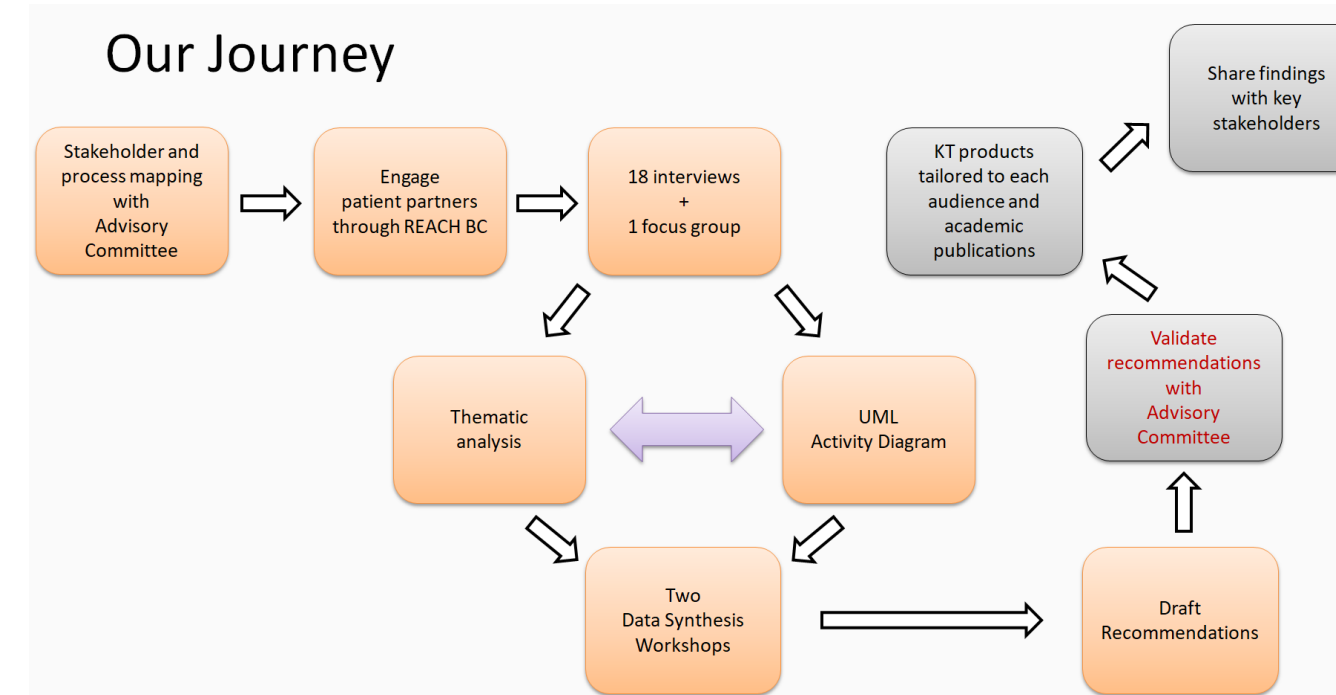 Our Journey
Stakeholder and
process mapping
with
Advisory
Committee
Engage
patient partners
through REACH BC
18 interviews
+
1 focus group
KT products
tailored to each
audience and
academic
publications
Share findings
with key
stakeholders
Thematic
analysis
UML
Activity Diagram
Validate
recommendations
with
Advisory
Committee
Two
Data Synthesis
Workshops
Draft
Recommendations